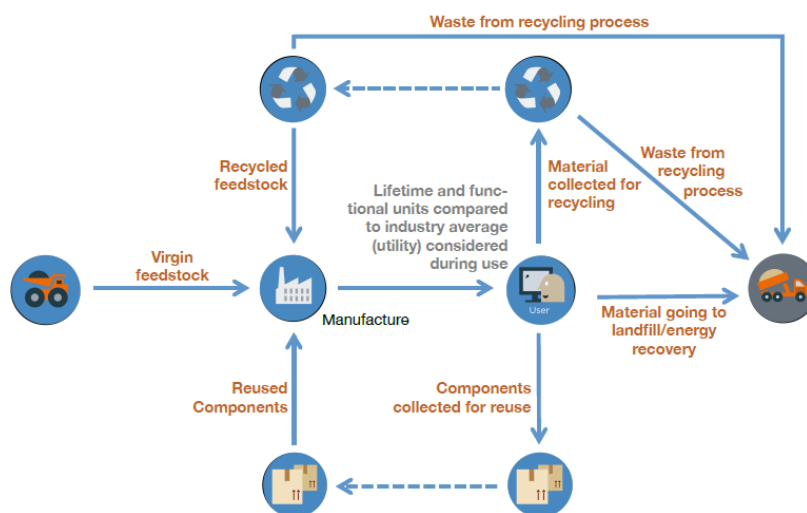 Waste from recycling process
Recycled
feedstock
Material
collected for
recycling
Waste from
recycling
process
Lifetime and func-
tional units compared
to industry average
(utility) considered
during use
Virgin
feedstock
Manufacture
User
Material going to
landfill/energy
recovery
Reused
Components
Components
collected for reuse